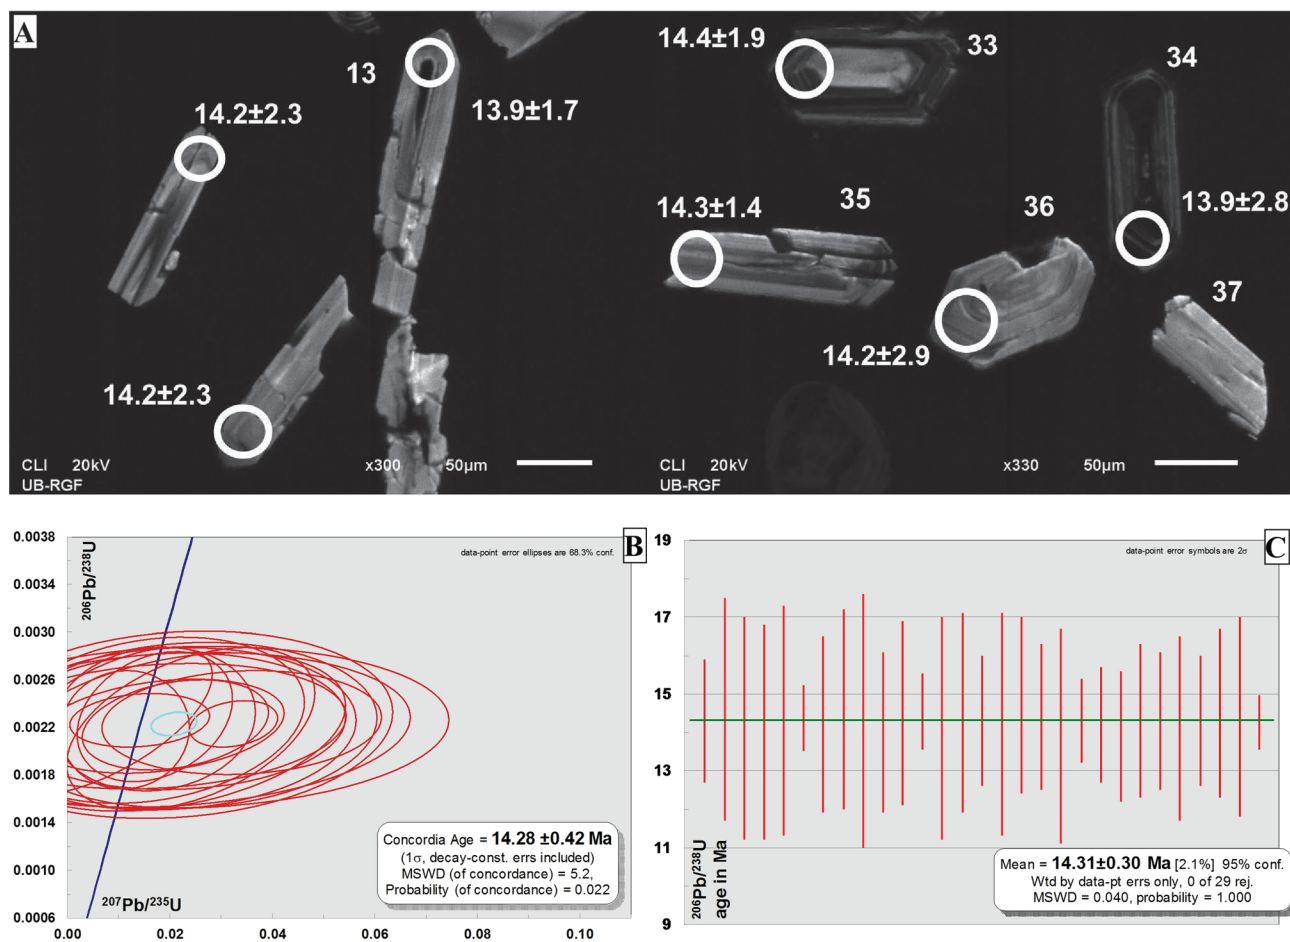 A
13
14.2±2.3
13.9±1.7
14.2±2.3
CLI 20kV x300 50µm
UB-RGF
14.4±1.9
33
34
14.3±1.4
35
36
13.9±2.8
37
14.2±2.9
CLI 20kV x330 50µm
UB-RGF
B
data-point error ellipses are 68.3% conf.
206Pb/238U
0.0038
0.0034
0.0030
0.0026
0.0022
0.0018
0.0014
0.0010
0.0006
207Pb/235U
Concordia Age = 14.28 ±0.42 Ma
(1σ, decay-const. errs included)
MSWD (of concordance) = 5.2,
Probability (of concordance) = 0.022
0.00 0.02 0.04 0.06 0.08 0.10
C
data-point error symbols are 2σ
19
17
15
13
11
9
206Pb/238U
age in Ma
Mean = 14.31±0.30 Ma [2.1%] 95% conf.
Wtd by data-pt errs only, 0 of 29 rej.
MSWD = 0.040, probability = 1.000